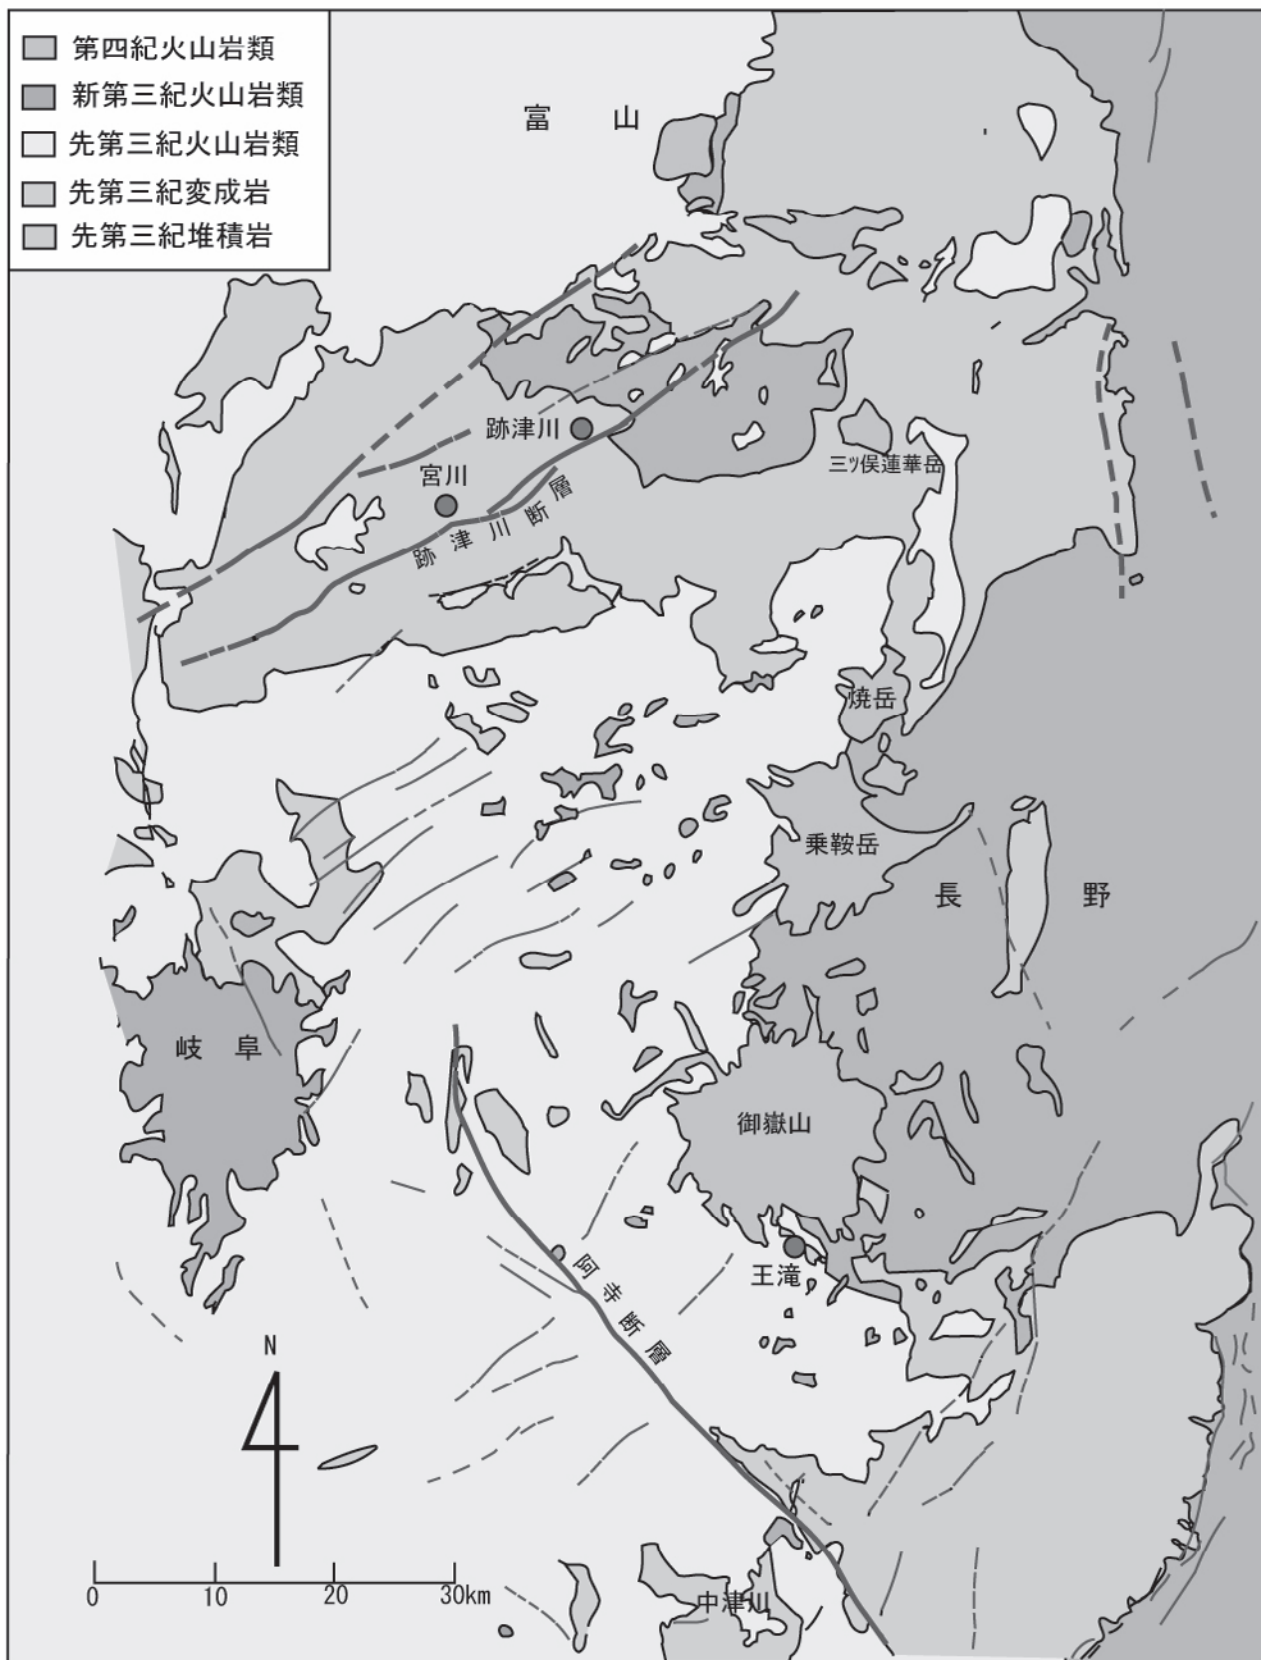 第四紀火山岩類
新第三紀火山岩類
先第三紀火山岩類
先第三紀変成岩
先第三紀堆積岩
富 山
跡津川
三ツ俣蓮華岳
宮川
跡津川断層
焼岳
乗鞍岳
長 野
岐 阜
御嶽山
王滝
阿寺断層
N
0 10 20 30km
中津川